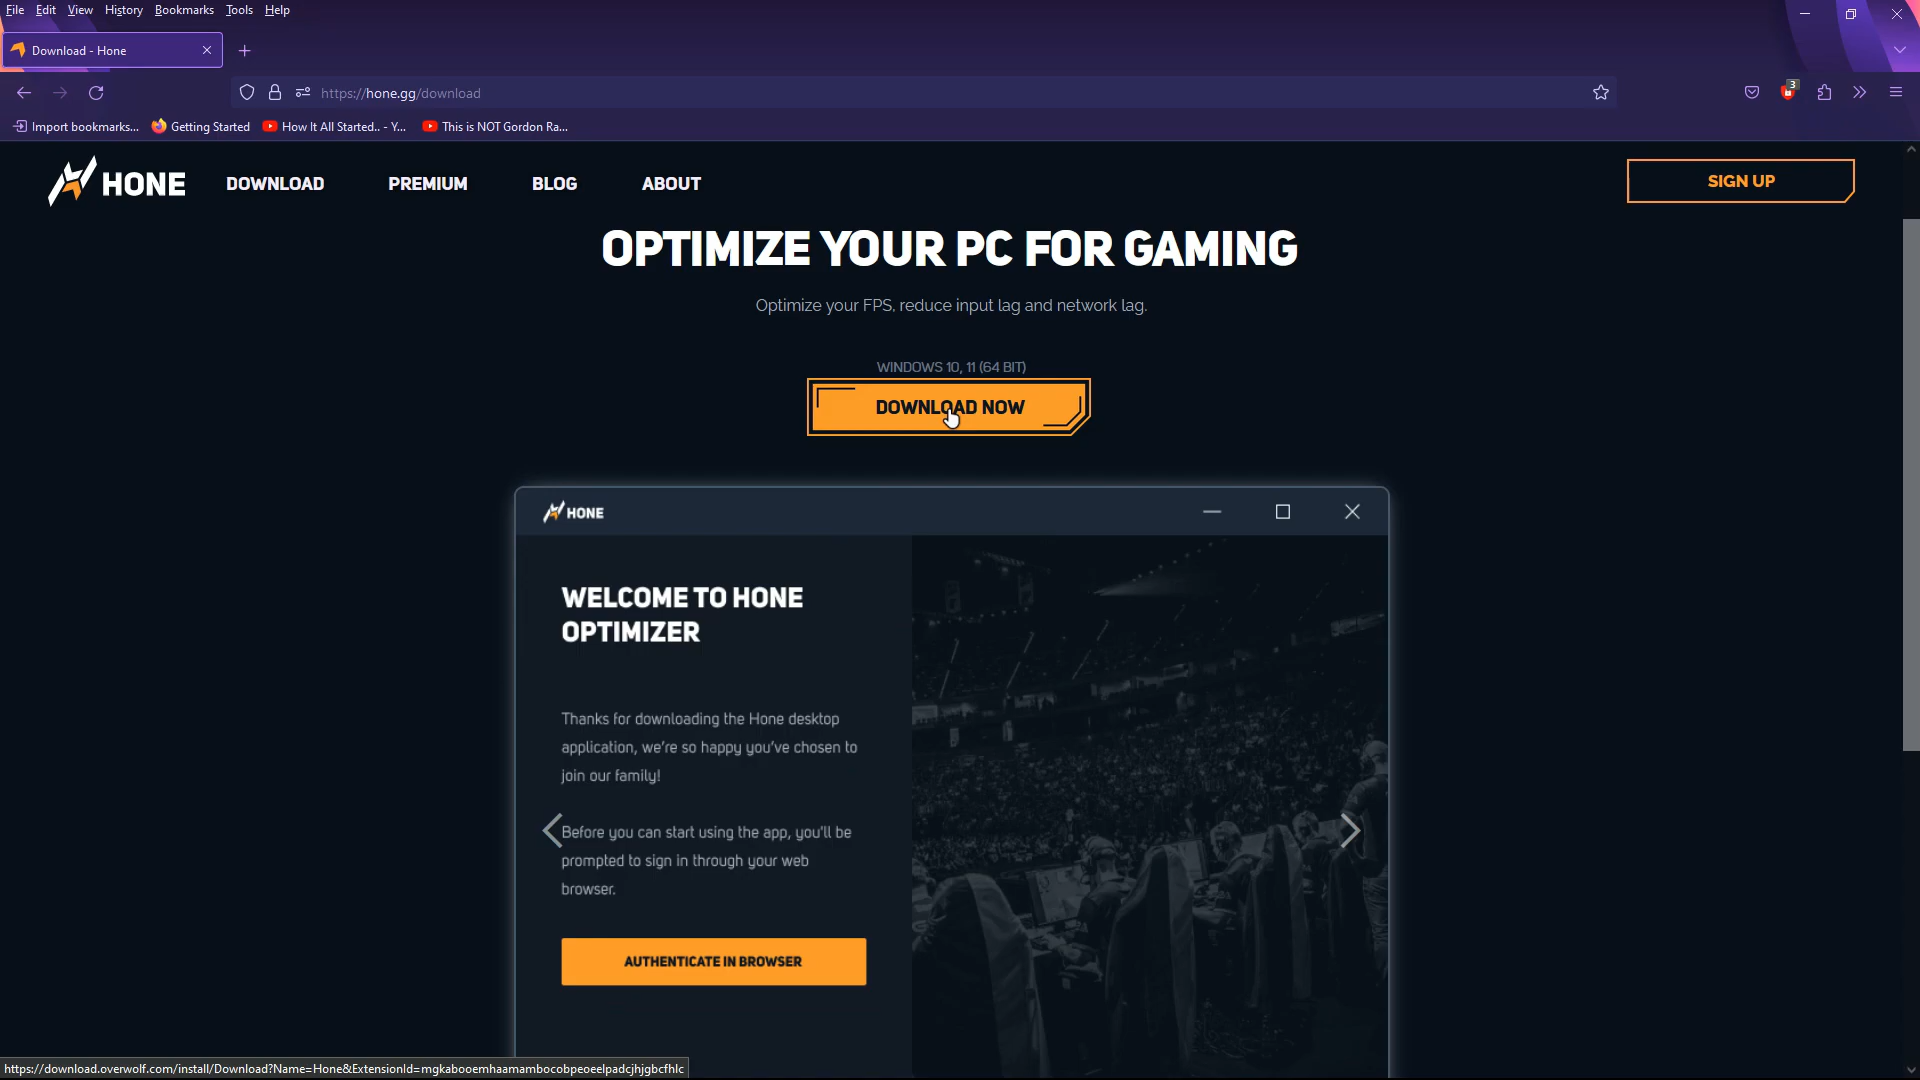 File Edit View History Bookmarks Tools Help
Download - Hone
https://hone.gg/download
3
Import bookmarks... Getting Started How It All Started.. - Y... This is NOT Gordon Ra...
HONE DOWNLOAD PREMIUM BLOG ABOUT SIGN UP
OPTIMIZE YOUR PC FOR GAMING
Optimize your FPS, reduce input lag and network lag.
WINDOWS 10, 11 (64 BIT)
DOWNLOAD NOW
HONE
WELCOME TO HONE
OPTIMIZER
Thanks for downloading the Hone desktop
application, we're so happy you've chosen to
join our family!
Before you can start using the app, you'll be
prompted to sign in through your web
browser.
AUTHENTICATE IN BROWSER
https://download.overwolf.com/install/Download?Name=Hone&ExtensionId=mgkabooemhaamambocobpeoeelpadcjhjgbcfhlc